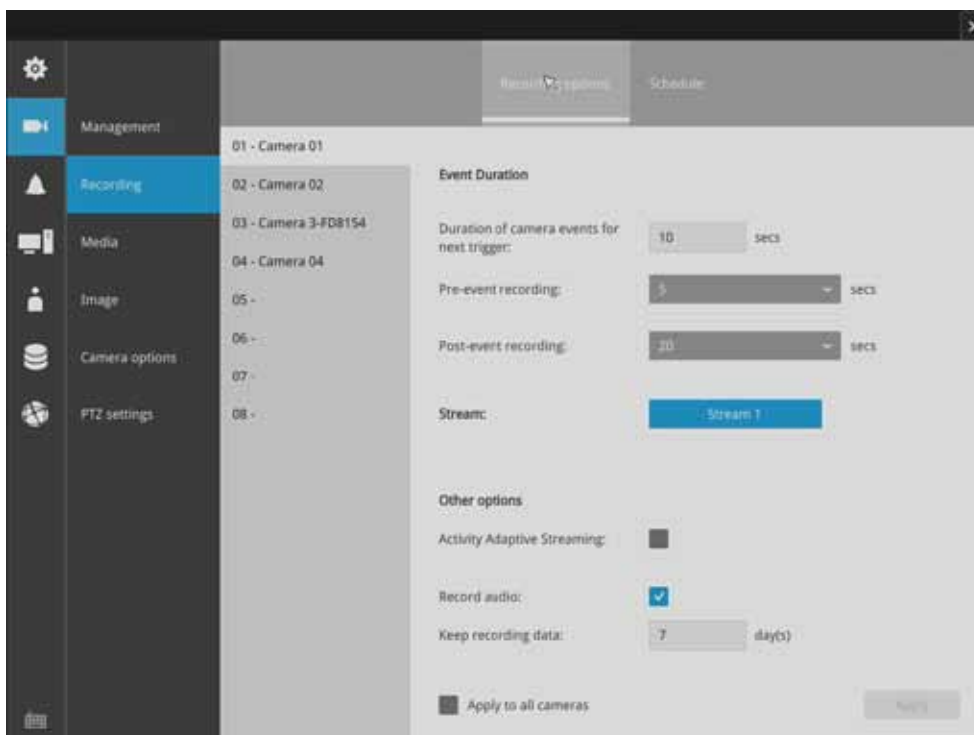 Recording options
Schedule
Management
Recording
Media
Image
Camera options
PTZ settings
01 - Camera 01
02 - Camera 02
03 - Camera 3-FD8154
04 - Camera 04
05 -
06 -
07 -
08 -
Event Duration
Duration of camera events for
next trigger:
10
secs
Pre-event recording:
5
secs
Post-event recording:
20
secs
Stream:
Stream 1
Other options
Activity Adaptive Streaming:
Record audio:
Keep recording data:
7
day(s)
Apply to all cameras
Apply